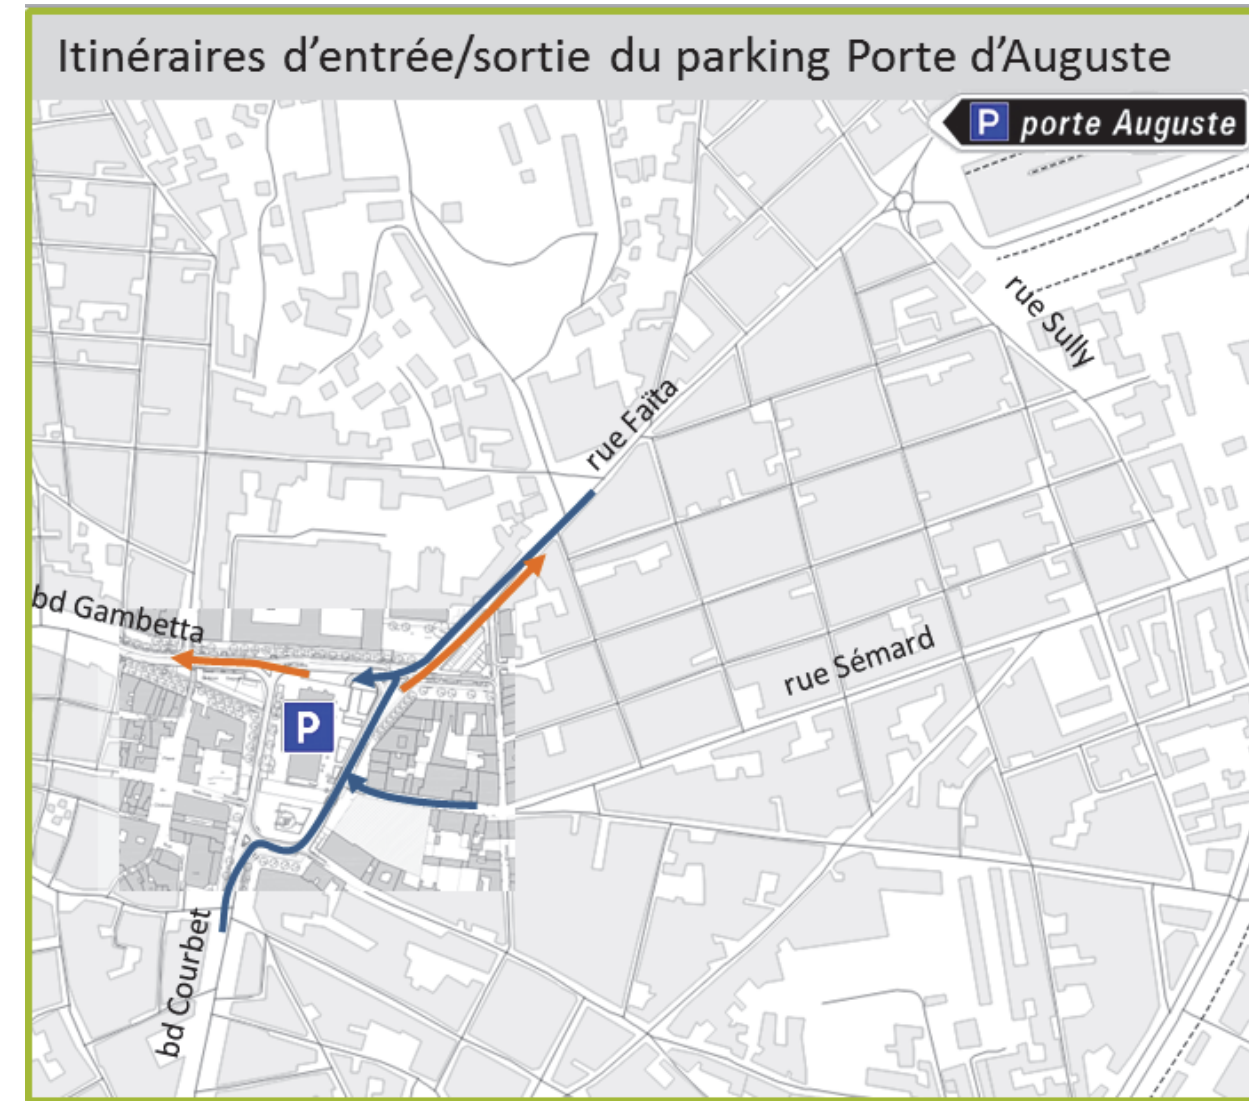 Itinéraires d'entrée/sortie du parking Porte d'Auguste
P porte Auguste
rue Sully
rue Faïta
bd Gambetta
rue Sémard
P
bd Courbet